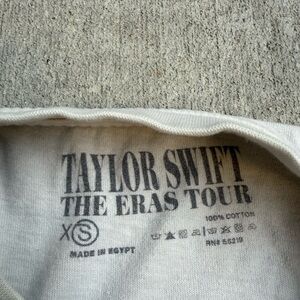 TAYLOR SWIFT
THE ERAS TOUR
100% COTTON
XS
MADE IN EGYPT
RN# 55219